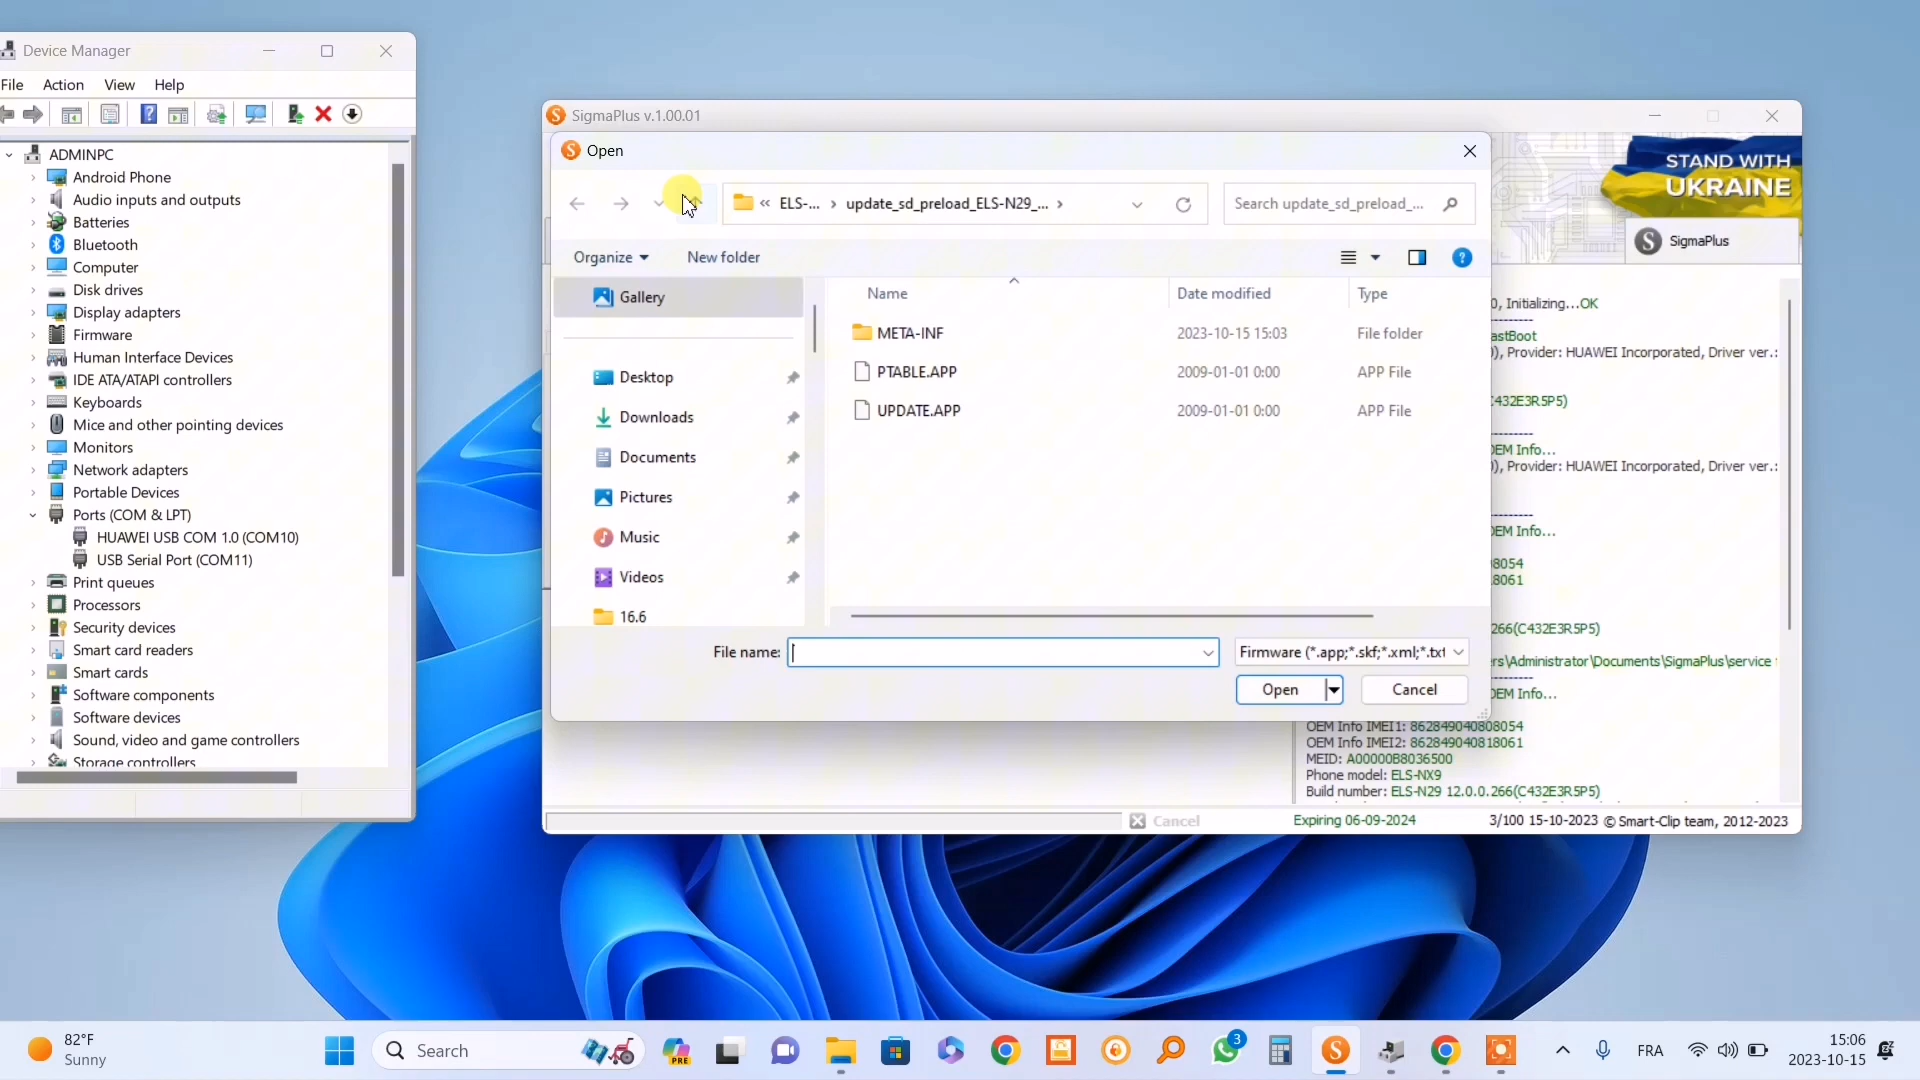 Device Manager
File Action View Help
ADMINPC
Android Phone
Audio inputs and outputs
Batteries
Bluetooth
Computer
Disk drives
Display adapters
Firmware
Human Interface Devices
IDE ATA/ATAPI controllers
Keyboards
Mice and other pointing devices
Monitors
Network adapters
Portable Devices
Ports (COM & LPT)
HUAWEI USB COM 1.0 (COM10)
USB Serial Port (COM11)
Print queues
Processors
Security devices
Smart card readers
Smart cards
Software components
Software devices
Sound, video and game controllers
Storage controllers
SigmaPlus v.1.00.01
STAND WITH
UKRAINE
S SigmaPlus
Open
« ELS-... › update_sd_preload_ELS-N29_... ›
Search update_sd_preload_...
Organize New folder
Gallery
Desktop
Downloads
Documents
Pictures
Music
Videos
16.6
Name Date modified Type
META-INF 2023-10-15 15:03 File folder
PTABLE.APP 2009-01-01 0:00 APP File
UPDATE.APP 2009-01-01 0:00 APP File
File name: Firmware (*.app;*.skf;*.xml;*.txt
Open Cancel
0, Initializing...OK
astBoot
0), Provider: HUAWEI Incorporated, Driver ver.:
C432E3R5P5)
OEM Info...
0), Provider: HUAWEI Incorporated, Driver ver.:
OEM Info...
8054
8061
266(C432E3R5P5)
rs\Administrator\Documents\SigmaPlus\service
OEM Info...
OEM Info IMEI1: 862849040808054
OEM Info IMEI2: 862849040818061
MEID: A00000B8036500
Phone model: ELS-NX9
Build number: ELS-N29 12.0.0.266(C432E3R5P5)
Cancel
Expiring 06-09-2024 3/100 15-10-2023 © Smart-Clip team, 2012-2023
82°F
Sunny
Search
PRE
3
S
FRA
15:06
2023-10-15